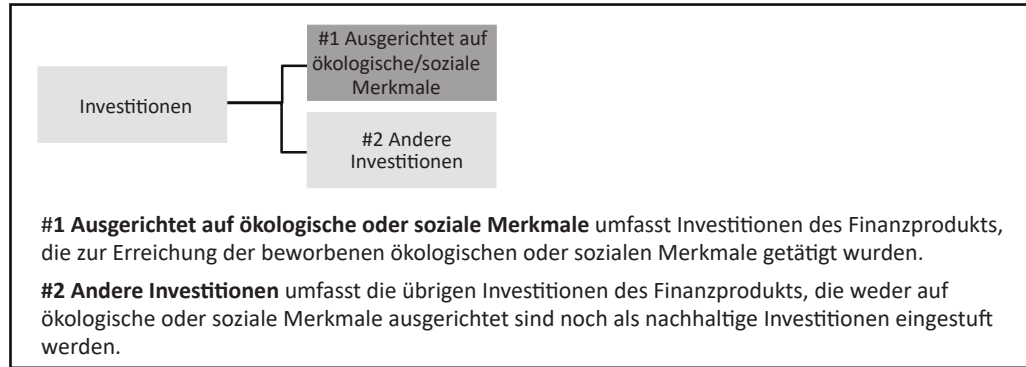 #1 Ausgerichtet auf
ökologische/soziale
Merkmale
Investitionen
#2 Andere
Investitionen
#1 Ausgerichtet auf ökologische oder soziale Merkmale umfasst Investitionen des Finanzprodukts,
die zur Erreichung der beworbenen ökologischen oder sozialen Merkmale getätigt wurden.
#2 Andere Investitionen umfasst die übrigen Investitionen des Finanzprodukts, die weder auf
ökologische oder soziale Merkmale ausgerichtet sind noch als nachhaltige Investitionen eingestuft
werden.